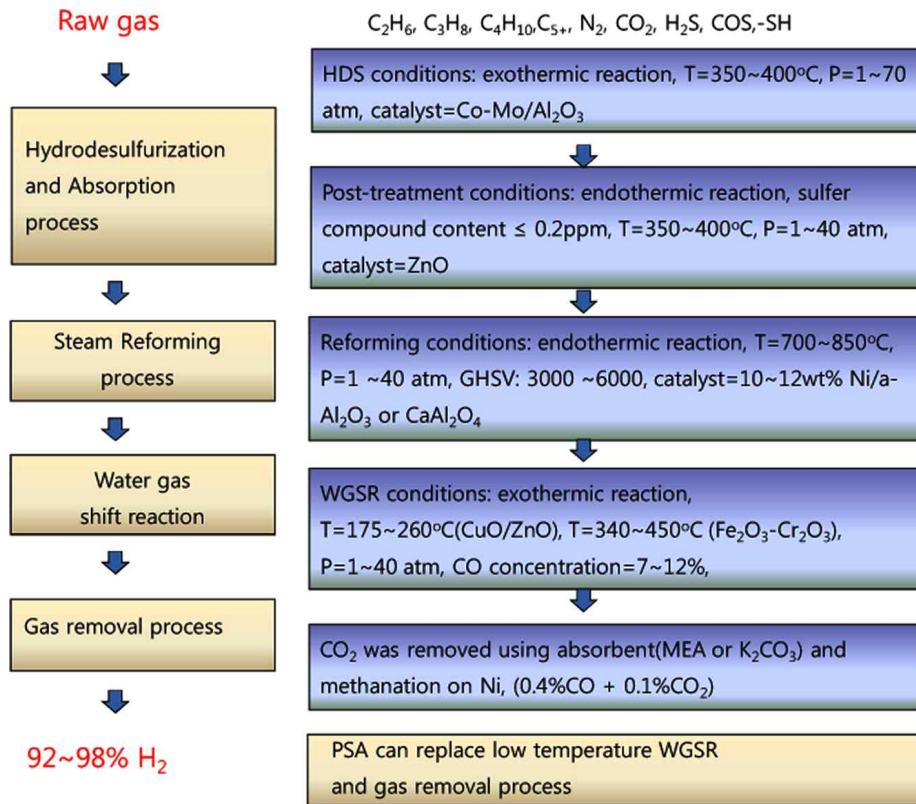 Raw gas
C₂H₆, C₃H₈, C₄H₁₀,C₅₊, N₂, CO₂, H₂S, COS,-SH
Hydrodesulfurization
and Absorption
process
HDS conditions: exothermic reaction, T=350~400ºC, P=1~70
atm, catalyst=Co-Mo/Al₂O₃
Post-treatment conditions: endothermic reaction, sulfer
compound content ≤ 0.2ppm, T=350~400ºC, P=1~40 atm,
catalyst=ZnO
Steam Reforming
process
Reforming conditions: endothermic reaction, T=700~850ºC,
P=1 ~40 atm, GHSV: 3000 ~6000, catalyst=10~12wt% Ni/a-
Al₂O₃ or CaAl₂O₄
Water gas
shift reaction
WGSR conditions: exothermic reaction,
T=175~260ºC(CuO/ZnO), T=340~450ºC (Fe₂O₃-Cr₂O₃),
P=1~40 atm, CO concentration=7~12%,
Gas removal process
CO₂ was removed using absorbent(MEA or K₂CO₃) and
methanation on Ni, (0.4%CO + 0.1%CO₂)
92~98% H₂
PSA can replace low temperature WGSR
and gas removal process